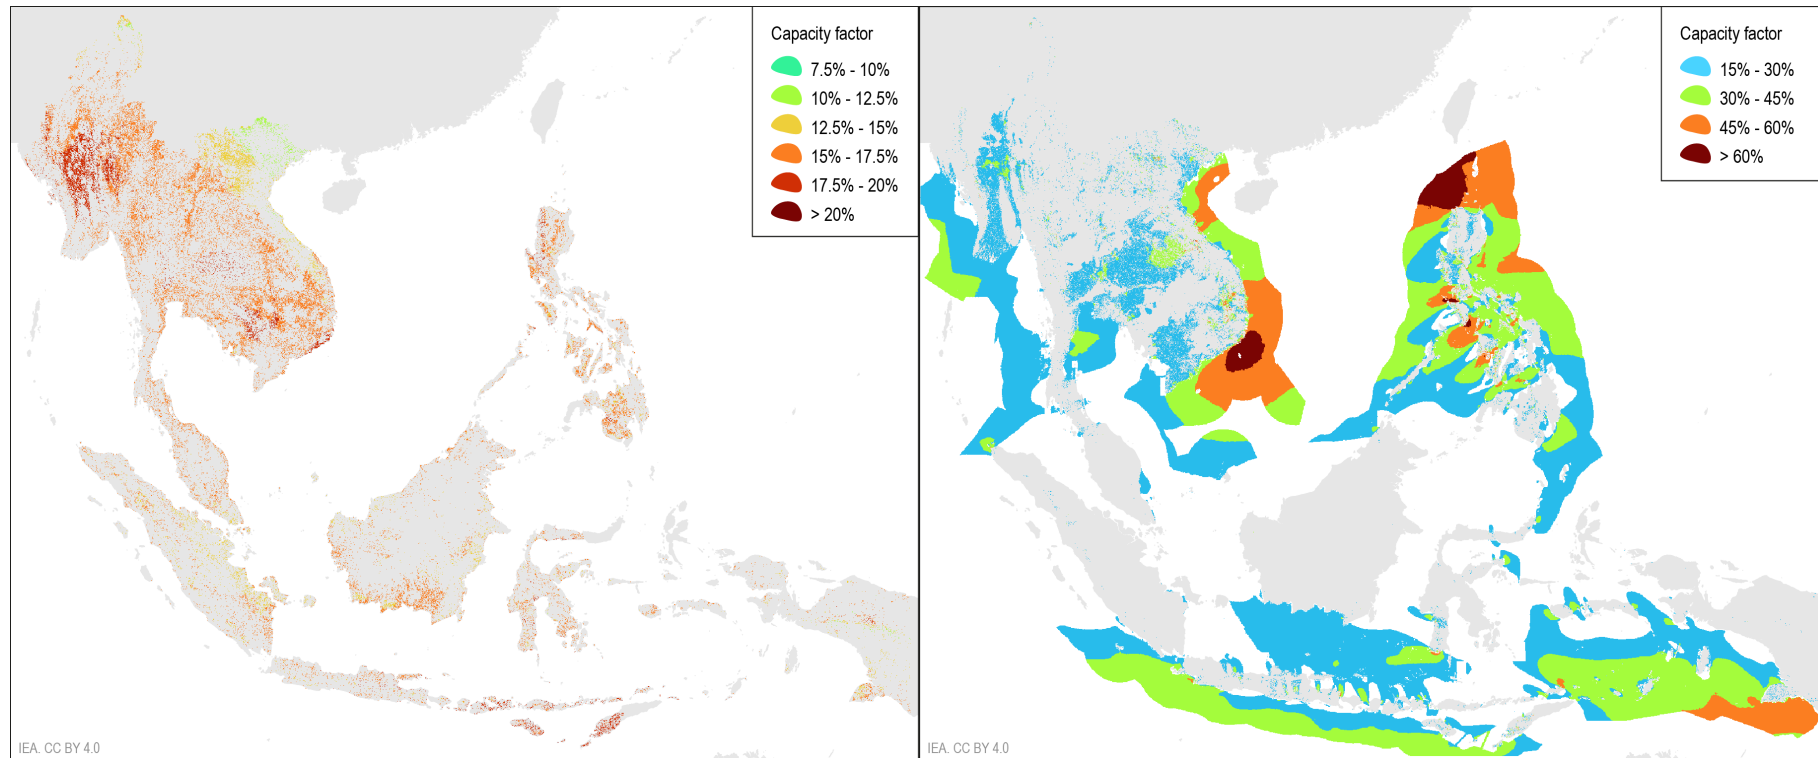 Capacity factor
7.5% - 10%
10% - 12.5%
12.5% - 15%
15% - 17.5%
17.5% - 20%
> 20%
IEA. CC BY 4.0
Capacity factor
15% - 30%
30% - 45%
45% - 60%
> 60%
IEA. CC BY 4.0